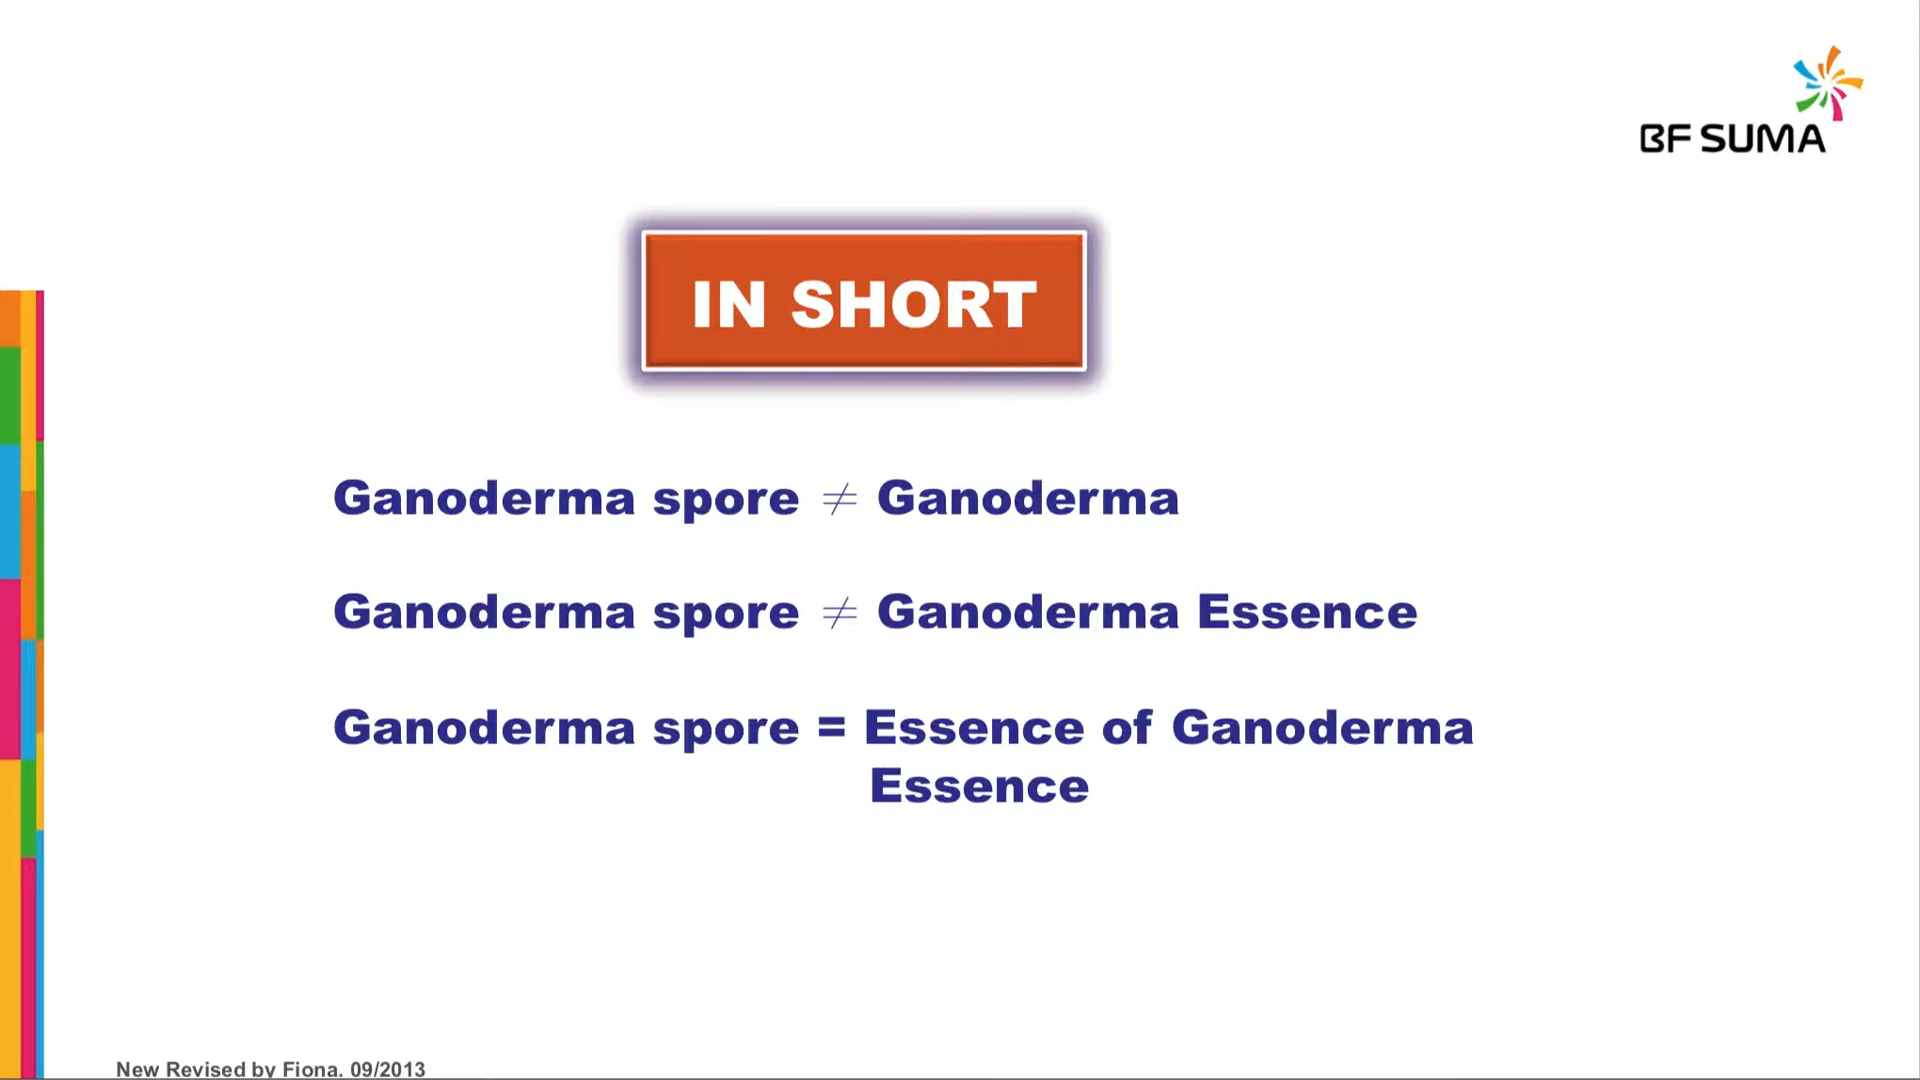 BF SUMA
IN SHORT
Ganoderma spore ≠ Ganoderma
Ganoderma spore ≠ Ganoderma Essence
Ganoderma spore = Essence of Ganoderma
Essence
New Revised by Fiona. 09/2013